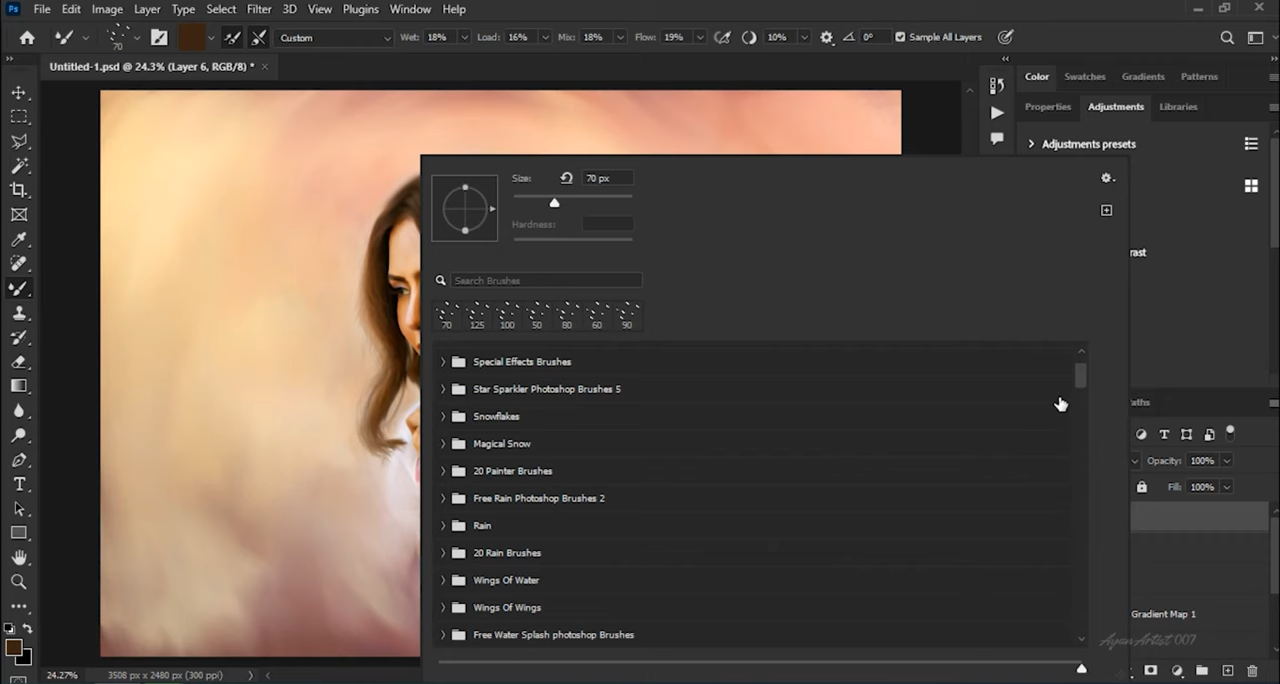 Ps File Edit Image Layer Type Select Filter 3D View Plugins Window Help
70 Custom Wet: 18% Load: 16% Mix: 18% Flow: 19% 10% 0° Sample All Layers
Untitled-1.psd @ 24.3% (Layer 6, RGB/8) * ×
Color Swatches Gradients Patterns
Properties Adjustments Libraries
Adjustments presets
Size: 70 px
Hardness:
rast
Search Brushes
70 125 100 50 80 60 90
Special Effects Brushes
Star Sparkler Photoshop Brushes 5
Snowflakes
Magical Snow
20 Painter Brushes
Free Rain Photoshop Brushes 2
Rain
20 Rain Brushes
Wings Of Water
Wings Of Wings
Free Water Splash photoshop Brushes
aths
Opacity: 100%
Fill: 100%
Gradient Map 1
Ayan Artist 007
24.27% 3508 px x 2480 px (300 ppi)